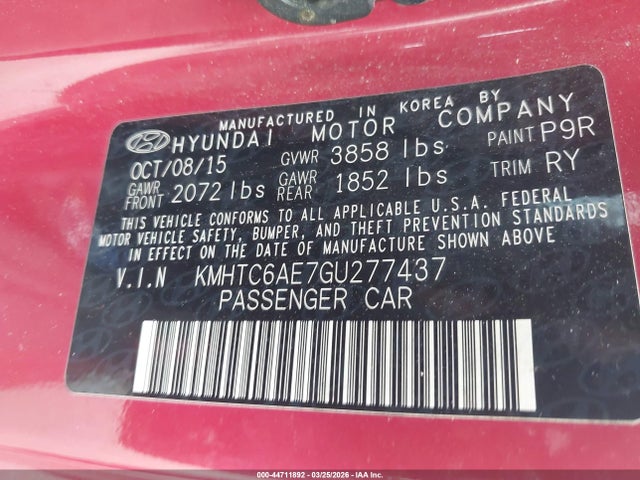 MANUFACTURED IN KOREA BY
HYUNDAI MOTOR COMPANY
OCT/08/15 GVWR 3858 lbs PAINT P9R
GAWR FRONT 2072 lbs GAWR REAR 1852 lbs TRIM RY
THIS VEHICLE CONFORMS TO ALL APPLICABLE U.S.A. FEDERAL
MOTOR VEHICLE SAFETY, BUMPER, AND THEFT PREVENTION STANDARDS
IN EFFECT ON THE DATE OF MANUFACTURE SHOWN ABOVE
V.I.N KMHTC6AE7GU277437
PASSENGER CAR
000-44711892 - 03/25/2026 - IAA Inc.